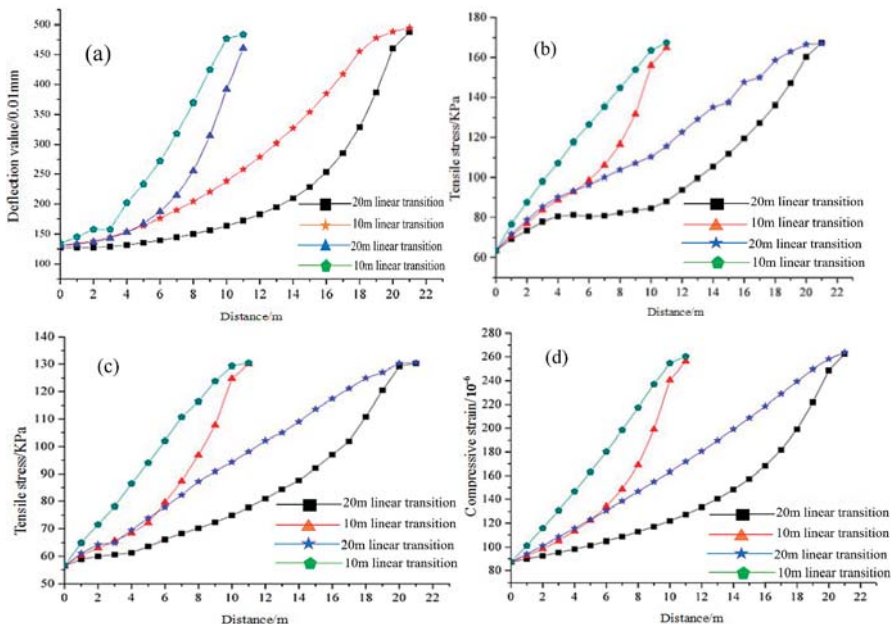 (a)
Deflection value/0.01mm
500
450
400
350
300
250
200
150
125
0 2 4 6 8 10 12 14 16 18 20 22
Distance/m
20m linear transition
10m linear transition
20m linear transition
10m linear transition
(b)
Tensile stress/KPa
180
160
140
120
100
80
60
0 2 4 6 8 10 12 14 16 18 20 22
Distance/m
20m linear transition
10m linear transition
20m linear transition
10m linear transition
(c)
Tensile stress/KPa
130
120
110
100
90
80
70
60
50
0 2 4 6 8 10 12 14 16 18 20 22
Distance/m
20m linear transition
10m linear transition
20m linear transition
10m linear transition
(d)
Compressive strain/10⁻⁶
280
260
240
220
200
180
160
140
120
100
80
0 2 4 6 8 10 12 14 16 18 20 22
Distance/m
20m linear transition
10m linear transition
20m linear transition
10m linear transition